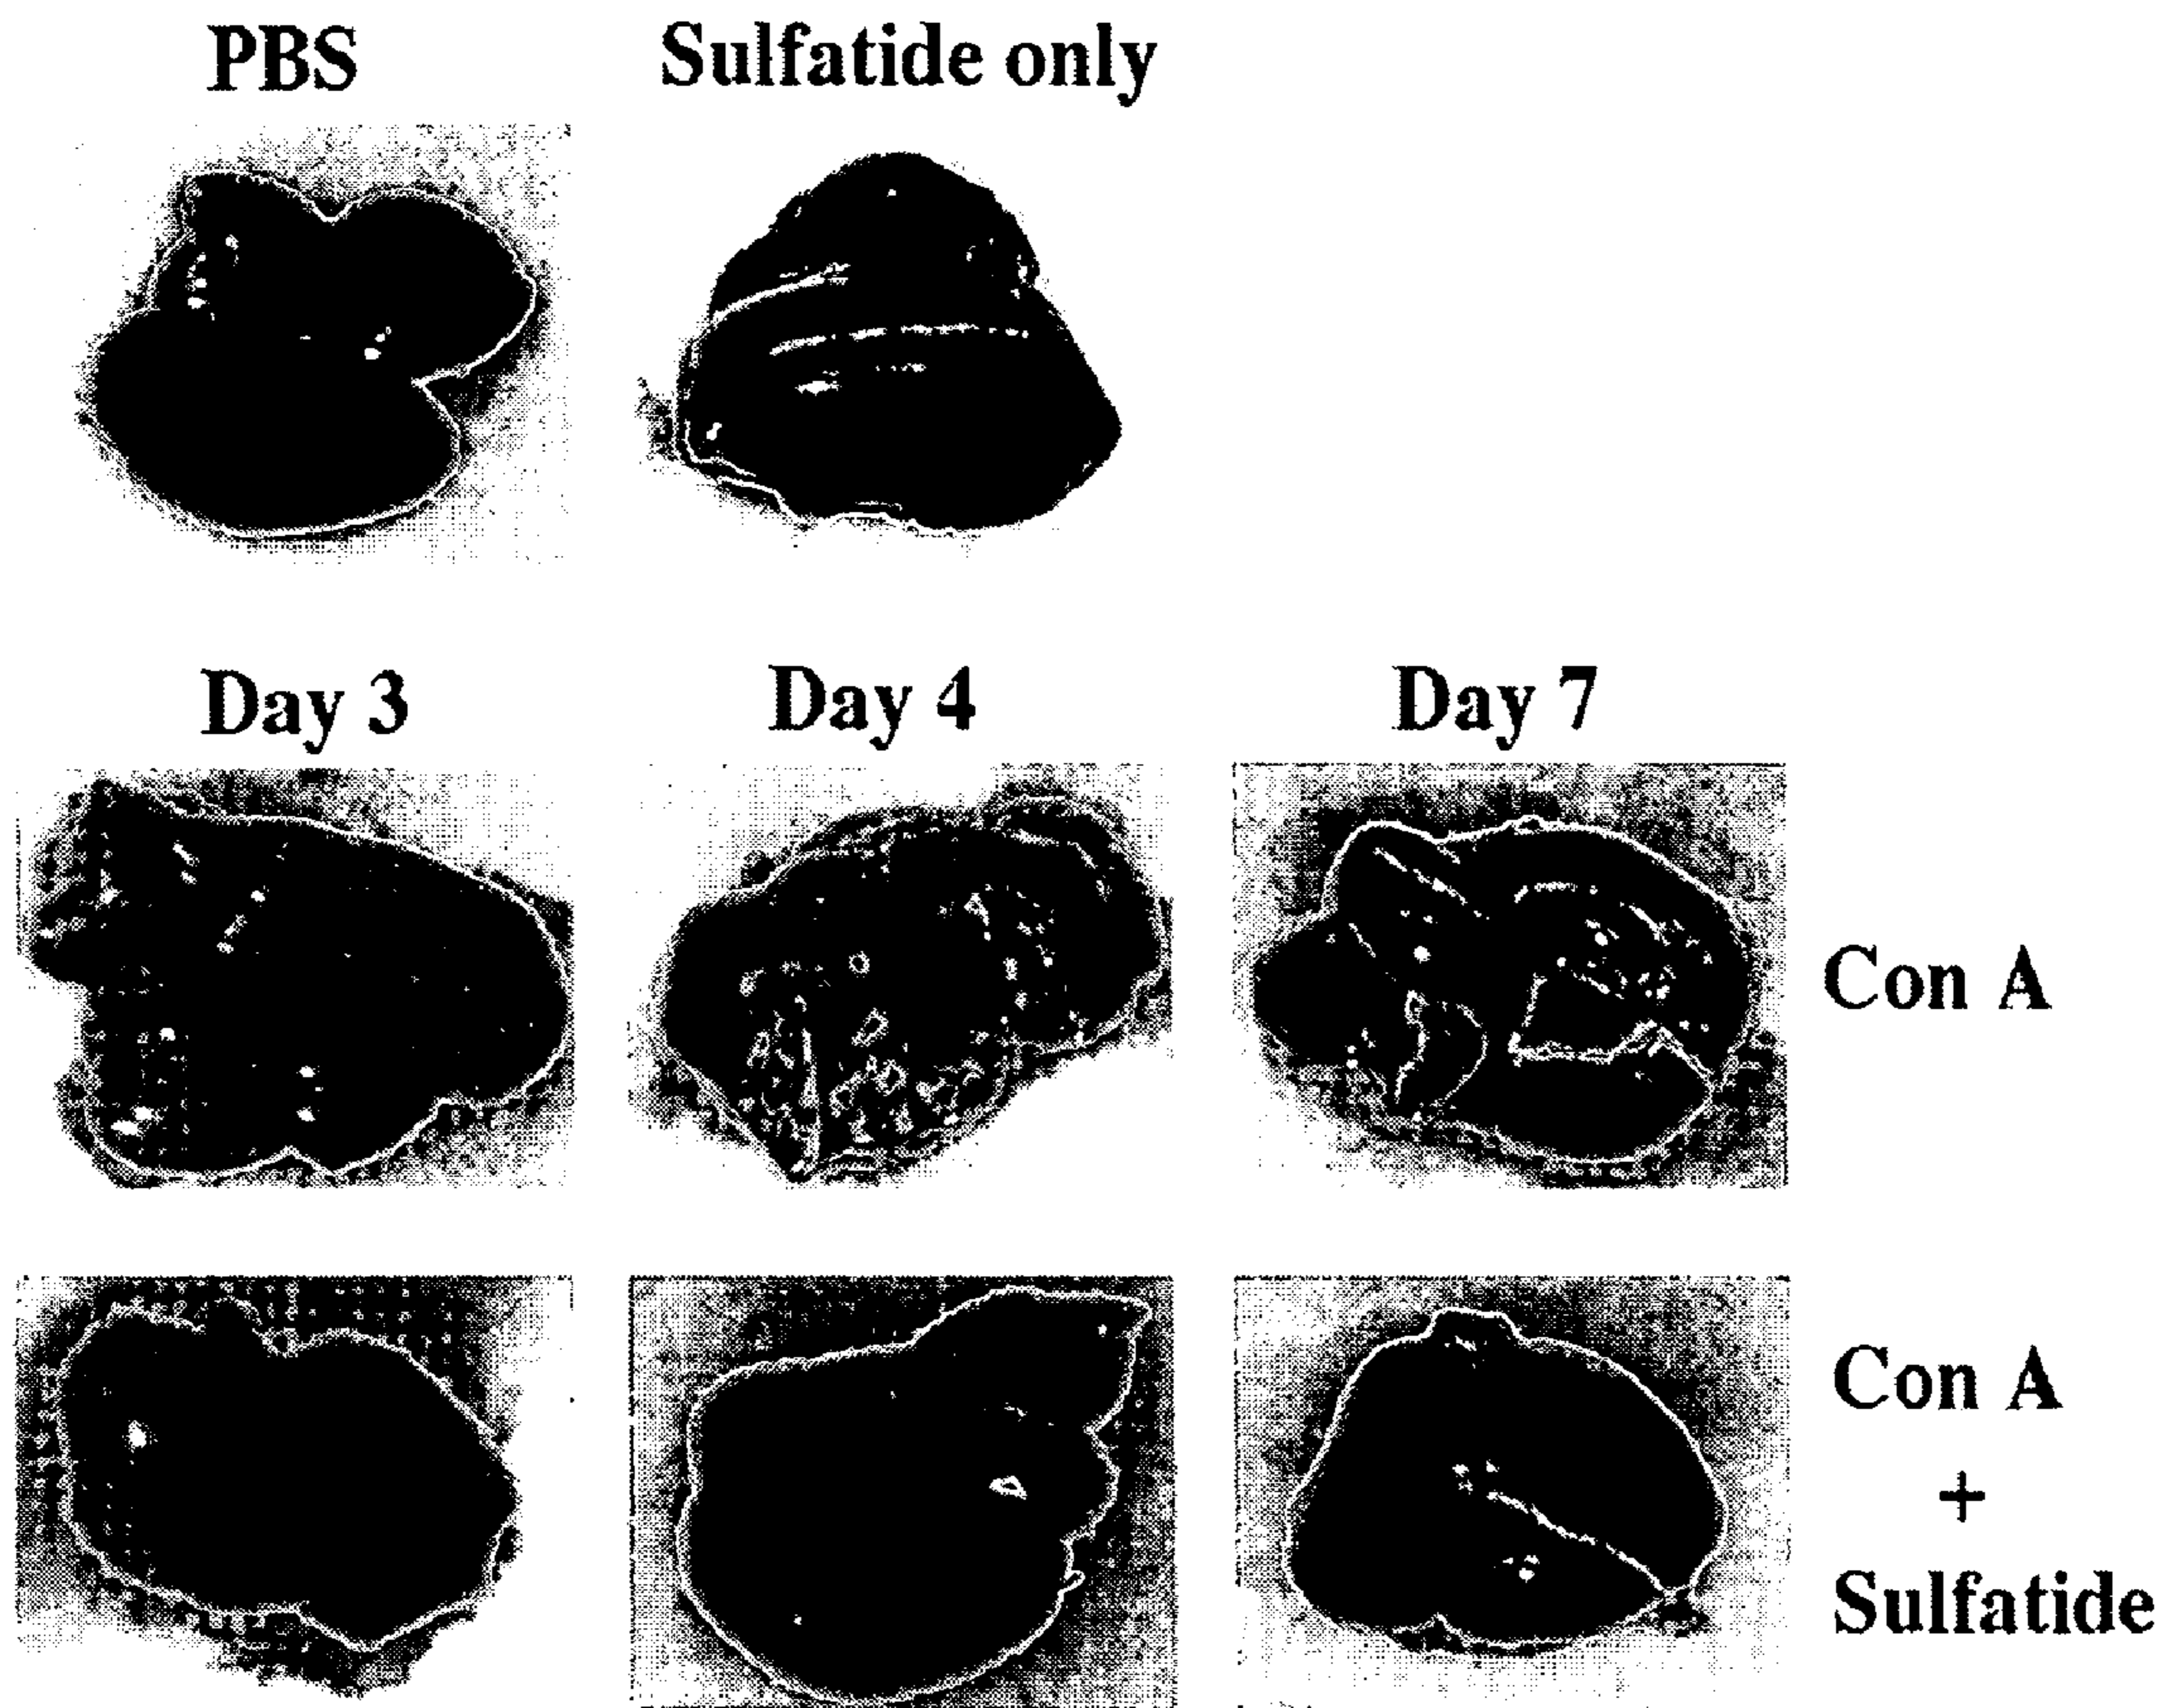 PBS
Sulfatide only
Day 3
Day 4
Day 7
Con A
Con A
+
Sulfatide